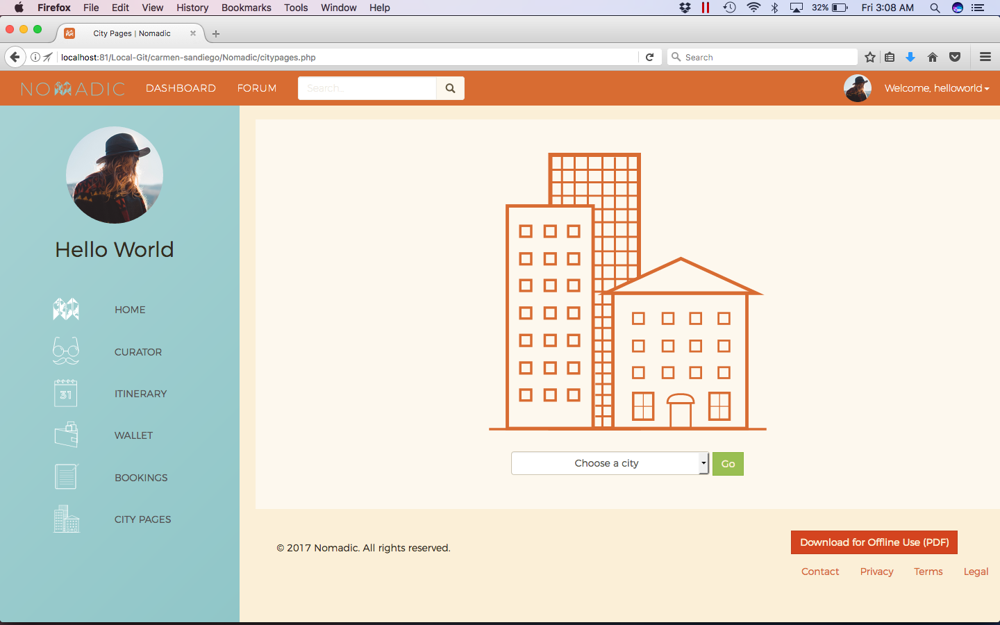 Firefox File Edit View History Bookmarks Tools Window Help 32% Fri 3:08 AM
City Pages | Nomadic
localhost:81/Local-Git/carmen-sandiego/Nomadic/citypages.php Search
NOMADIC DASHBOARD FORUM Search... Welcome, helloworld
Hello World
HOME
CURATOR
31 ITINERARY
WALLET
BOOKINGS
CITY PAGES
Choose a city Go
© 2017 Nomadic. All rights reserved.
Download for Offline Use (PDF)
Contact Privacy Terms Legal